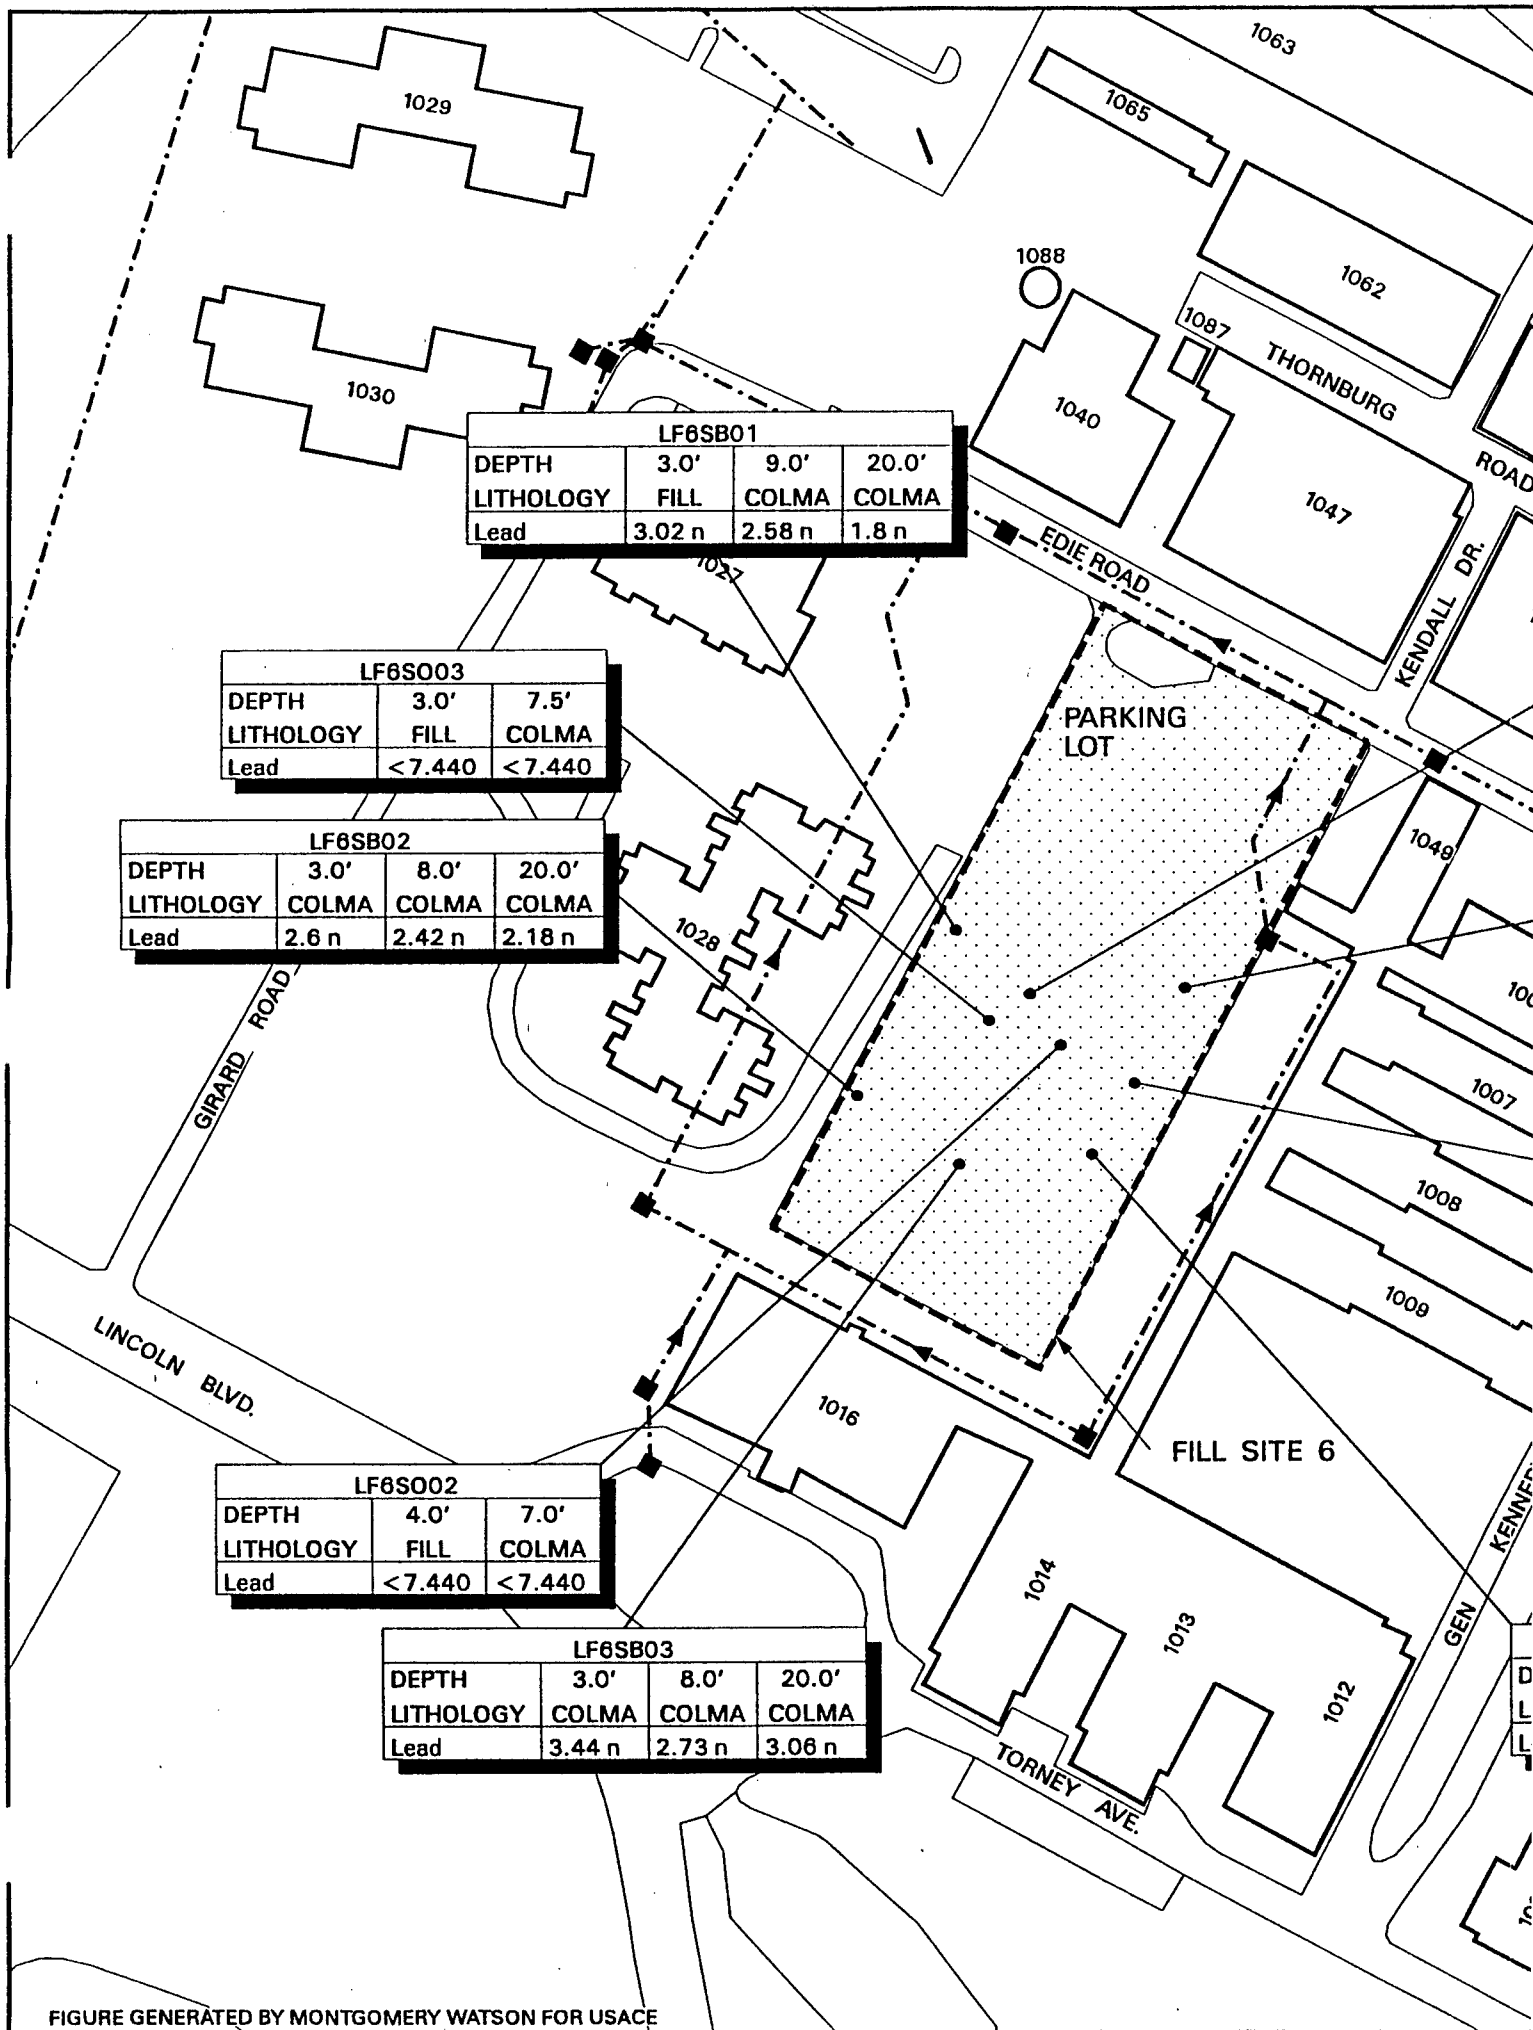 1063
1029
1065
1088
1062
1087
THORNBURG
ROAD
1030
1040
1047
LF6SB01
DEPTH 3.0' 9.0' 20.0'
LITHOLOGY FILL COLMA COLMA
Lead 3.02 n 2.58 n 1.8 n
EDIE ROAD
KENDALL DR.
1027
LF6SO03
DEPTH 3.0' 7.5'
LITHOLOGY FILL COLMA
Lead <7.440 <7.440
PARKING
LOT
LF6SB02
DEPTH 3.0' 8.0' 20.0'
LITHOLOGY COLMA COLMA COLMA
Lead 2.6 n 2.42 n 2.18 n
1049
1028
GIRARD ROAD
1007
1008
1009
LINCOLN BLVD.
1016
FILL SITE 6
LF6SO02
DEPTH 4.0' 7.0'
LITHOLOGY FILL COLMA
Lead <7.440 <7.440
1014
1013
1012
GEN
LF6SB03
DEPTH 3.0' 8.0' 20.0'
LITHOLOGY COLMA COLMA COLMA
Lead 3.44 n 2.73 n 3.06 n
TORNEY AVE.
FIGURE GENERATED BY MONTGOMERY WATSON FOR USACE